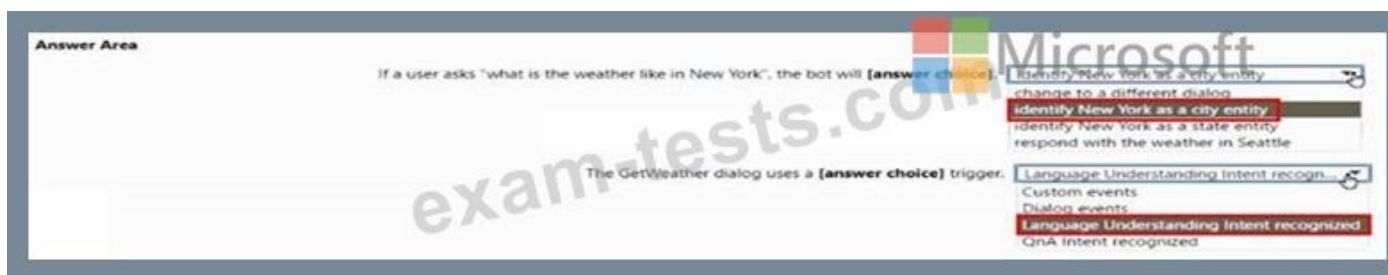 Microsoft
Answer Area
If a user asks "what is the weather like in New York", the bot will [answer choice].
identify New York as a city entity
change to a different dialog
identify New York as a city entity
identify New York as a state entity
respond with the weather in Seattle
exam-tests.com
The GetWeather dialog uses a [answer choice] trigger.
Language Understanding Intent recogn...
Custom events
Dialog events
Language Understanding Intent recognized
QnA Intent recognized